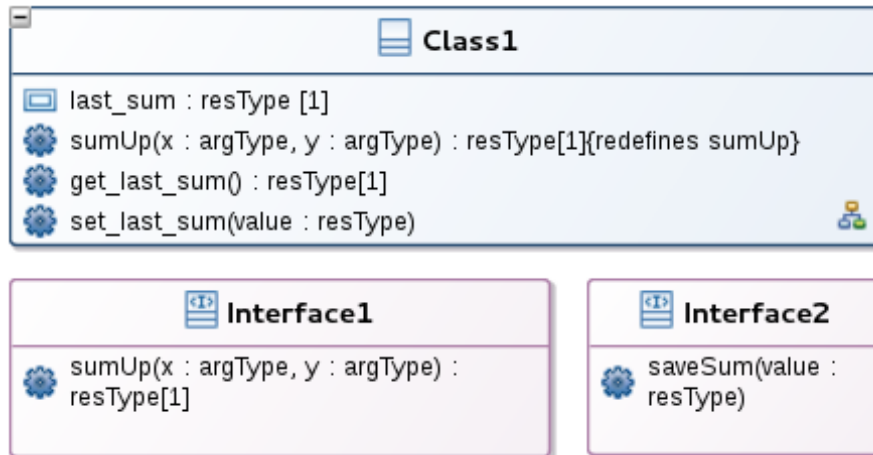 Class1
last_sum : resType [1]
sumUp(x : argType, y : argType) : resType[1]{redefines sumUp}
get_last_sum() : resType[1]
set_last_sum(value : resType)
<I>
Interface1
sumUp(x : argType, y : argType) :
resType[1]
<I>
Interface2
saveSum(value :
resType)